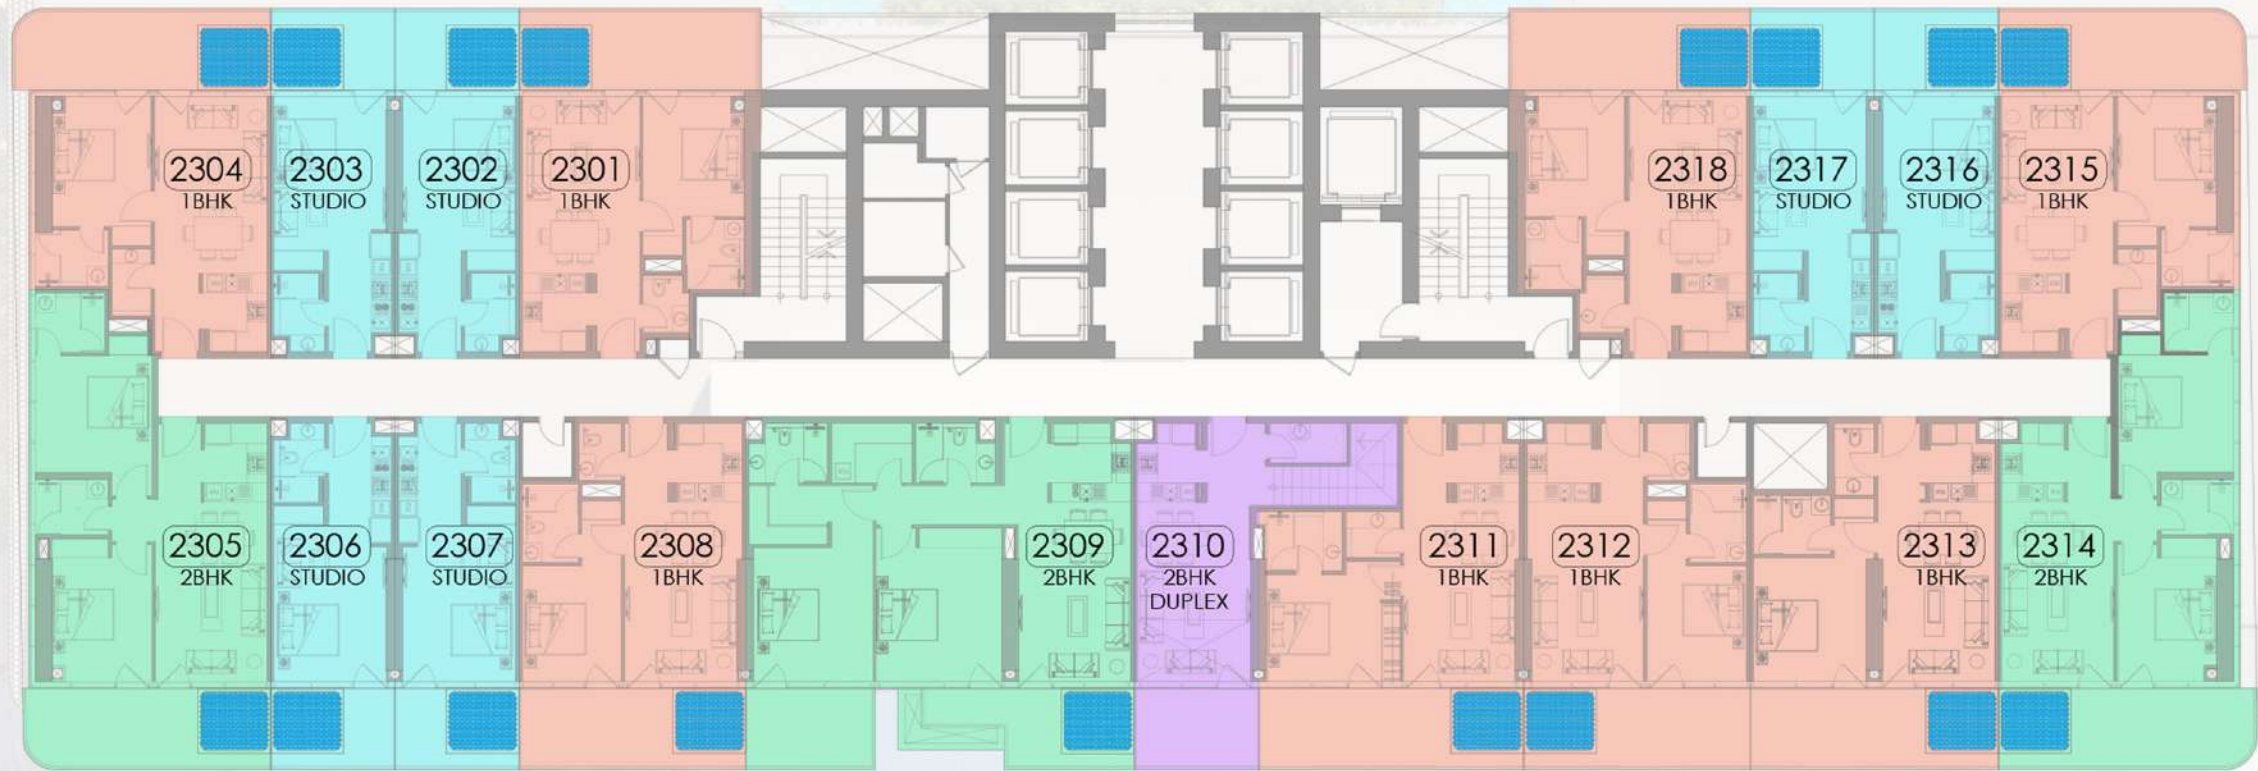 2304
1BHK
2303
STUDIO
2302
STUDIO
2301
1BHK
2318
1BHK
2317
STUDIO
2316
STUDIO
2315
1BHK
2305
2BHK
2306
STUDIO
2307
STUDIO
2308
1BHK
2309
2BHK
2310
2BHK
DUPLEX
2311
1BHK
2312
1BHK
2313
1BHK
2314
2BHK